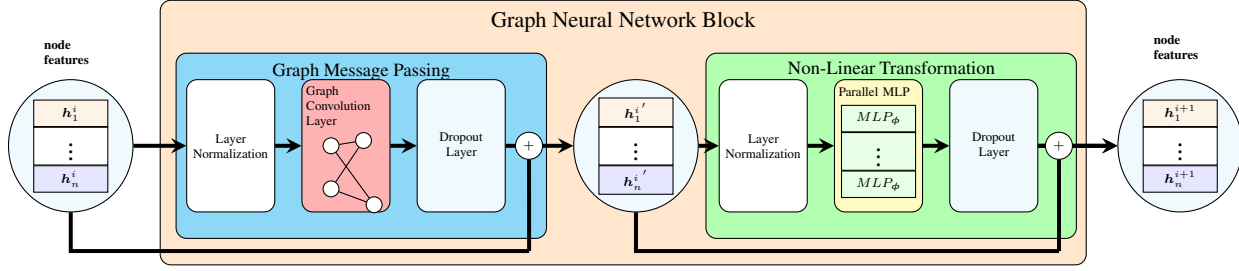 Graph Neural Network Block
node
features
h_1^i
⋮
h_n^i
Graph Message Passing
Layer
Normalization
Graph
Convolution
Layer
Dropout
Layer
+
h_1^i′
⋮
h_n^i′
Non-Linear Transformation
Layer
Normalization
Parallel MLP
MLP_ϕ
⋮
MLP_ϕ
Dropout
Layer
+
node
features
h_1^{i+1}
⋮
h_n^{i+1}